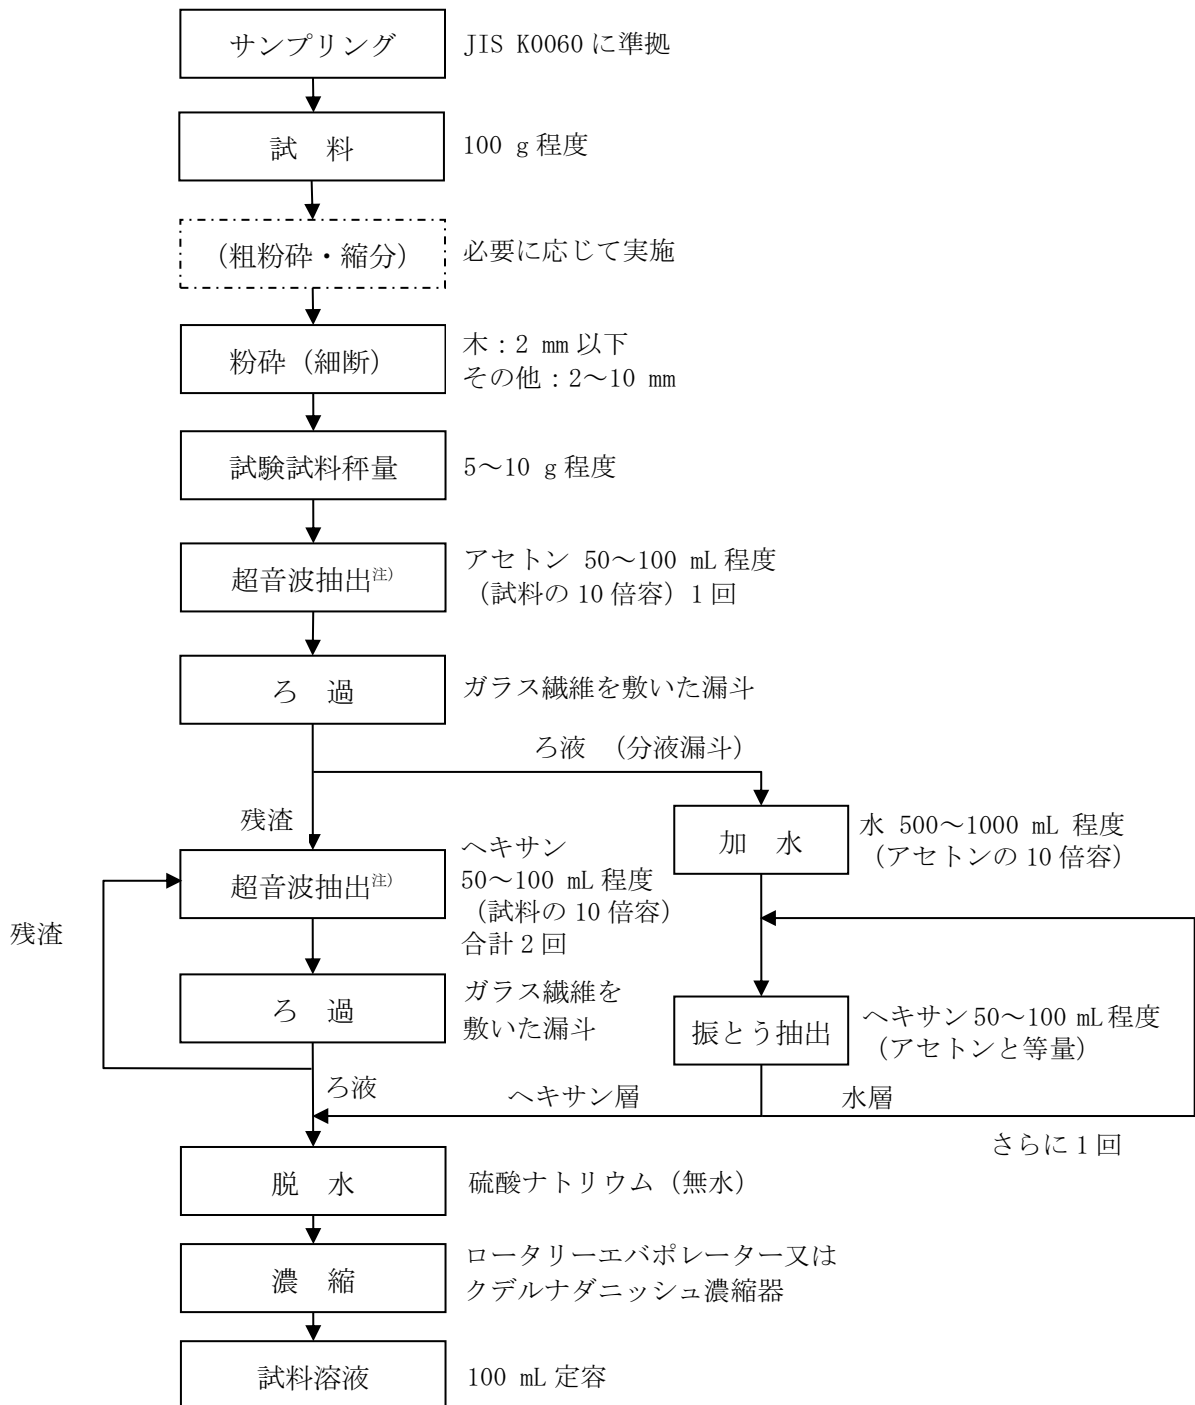 サンプリング
JIS K0060 に準拠
試 料
100 g 程度
（粗粉砕・縮分）
必要に応じて実施
粉砕（細断）
木：2 mm 以下
その他：2～10 mm
試験試料秤量
5～10 g 程度
超音波抽出注）
アセトン 50～100 mL 程度
（試料の 10 倍容）1 回
ろ 過
ガラス繊維を敷いた漏斗
ろ液 （分液漏斗）
残渣
加 水
水 500～1000 mL 程度
（アセトンの 10 倍容）
超音波抽出注）
ヘキサン
50～100 mL 程度
（試料の 10 倍容）
合計 2 回
残渣
ろ 過
ガラス繊維を
敷いた漏斗
振とう抽出
ヘキサン 50～100 mL 程度
（アセトンと等量）
ろ液
ヘキサン層
水層
さらに 1 回
脱 水
硫酸ナトリウム（無水）
濃 縮
ロータリーエバポレーター又は
クデルナダニッシュ濃縮器
試料溶液
100 mL 定容